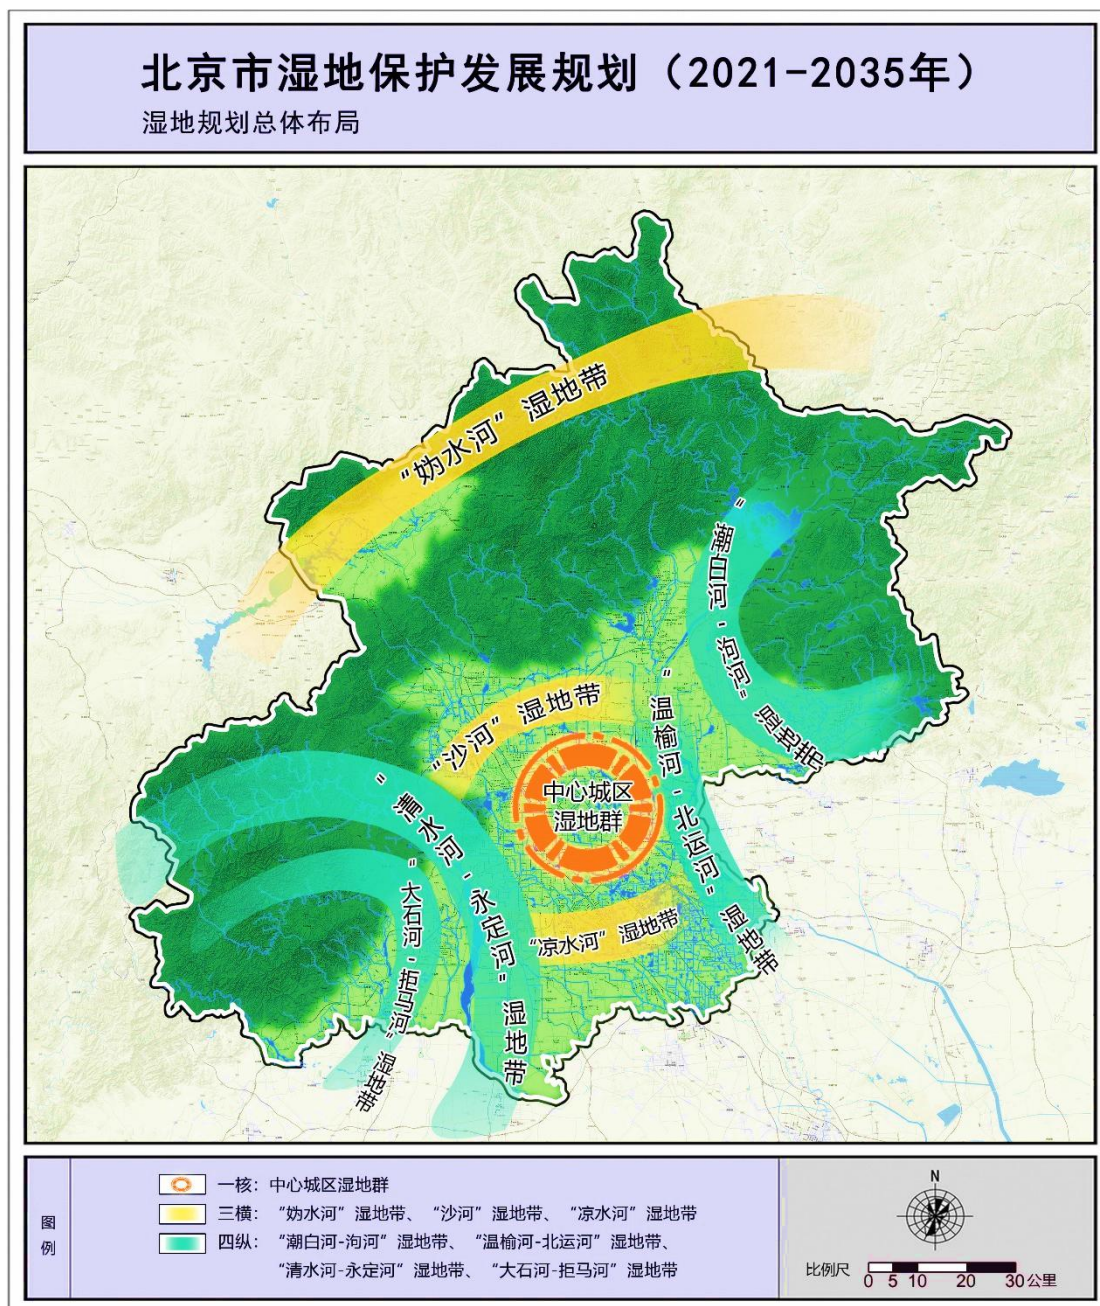 北京市湿地保护发展规划（2021-2035年）
湿地规划总体布局
“妫水河”湿地带
“潮白河-泃河”湿地带
“沙河”湿地带
“温榆河-北运河”湿地带
中心城区
湿地群
“清水河-永定河”湿地带
“大石河-拒马河”湿地带
“凉水河”湿地带
图例
一核：中心城区湿地群
三横：“妫水河”湿地带、“沙河”湿地带、“凉水河”湿地带
四纵：“潮白河-泃河”湿地带、“温榆河-北运河”湿地带、
“清水河-永定河”湿地带、“大石河-拒马河”湿地带
N
比例尺 0 5 10 20 30公里